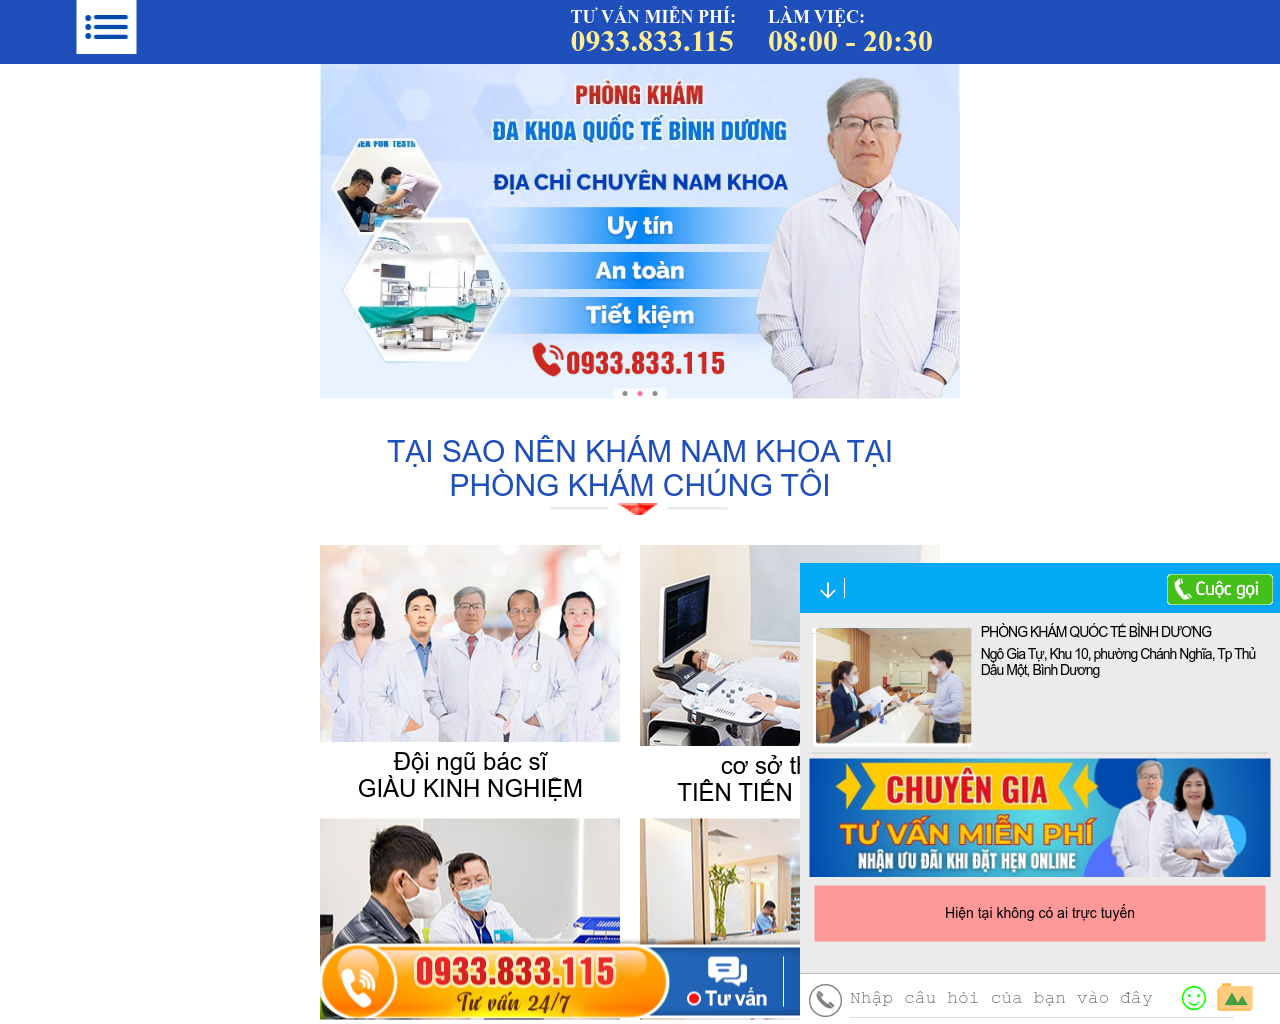 TƯ VẤN MIỄN PHÍ:
0933.833.115
LÀM VIỆC:
08:00 - 20:30
PHÒNG KHÁM
ĐA KHOA QUỐC TẾ BÌNH DƯƠNG
ĐỊA CHỈ CHUYÊN NAM KHOA
Uy tín
An toàn
Tiết kiệm
0933.833.115
TẠI SAO NÊN KHÁM NAM KHOA TẠI
PHÒNG KHÁM CHÚNG TÔI
Đội ngũ bác sĩ
GIÀU KINH NGHIỆM
cơ sở
TIÊN TIẾN
Cuộc gọi
PHÒNG KHÁM QUỐC TẾ BÌNH DƯƠNG
Ngô Gia Tự, Khu 10, phường Chánh Nghĩa, Tp Thủ
Dầu Một, Bình Dương
CHUYÊN GIA
TƯ VẤN MIỄN PHÍ
NHẬN ƯU ĐÃI KHI ĐẶT HẸN ONLINE
Hiện tại không có ai trực tuyến
0933.833.115
Tư vấn 24/7
Tư vấn
Nhập câu hỏi của bạn vào đây